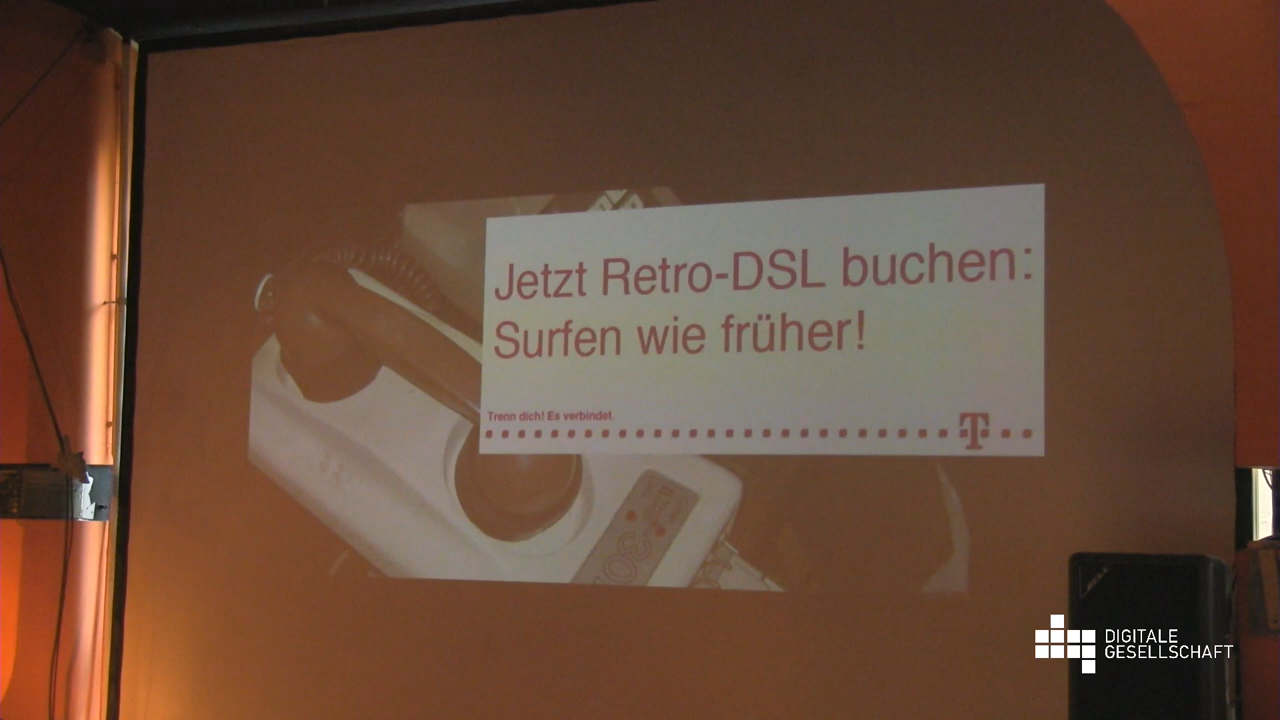 Jetzt Retro-DSL buchen:
Surfen wie früher!
Trenn dich! Es verbindet.
T
DIGITALE
GESELLSCHAFT